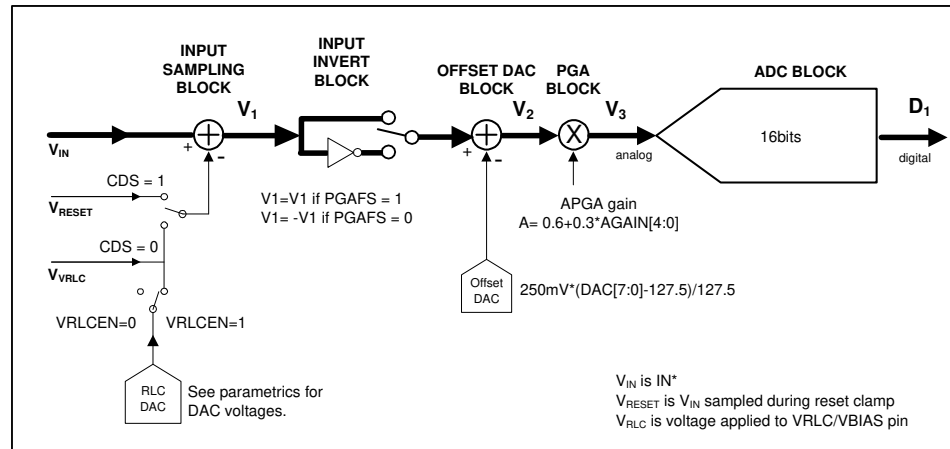 INPUT
SAMPLING
BLOCK
INPUT
INVERT
BLOCK
OFFSET DAC
BLOCK
PGA
BLOCK
ADC BLOCK
V1
V2
V3
D1
VIN
+
+
-
+
+
-
X
analog
16bits
digital
CDS = 1
VRESET
V1=V1 if PGAFS = 1
V1= -V1 if PGAFS = 0
APGA gain
A= 0.6+0.3*AGAIN[4:0]
CDS = 0
VVRLC
Offset
DAC
250mV*(DAC[7:0]-127.5)/127.5
VRLCEN=0
VRLCEN=1
RLC
DAC
See parametrics for
DAC voltages.
VIN is IN*
VRESET is VIN sampled during reset clamp
VRLC is voltage applied to VRLC/VBIAS pin